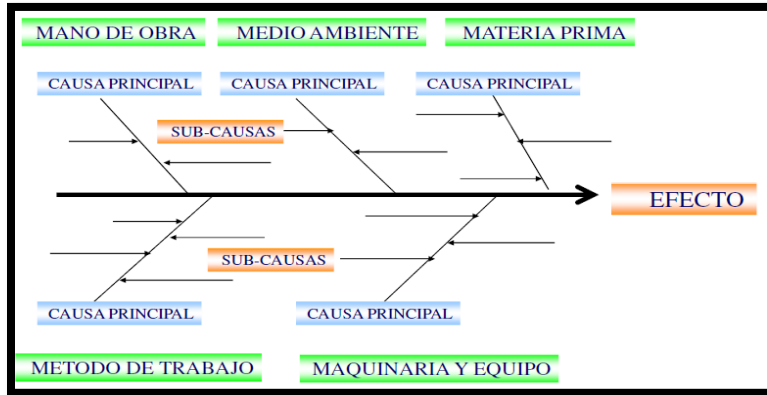 MANO DE OBRA
MEDIO AMBIENTE
MATERIA PRIMA
CAUSA PRINCIPAL
CAUSA PRINCIPAL
CAUSA PRINCIPAL
SUB-CAUSAS
EFECTO
SUB-CAUSAS
CAUSA PRINCIPAL
CAUSA PRINCIPAL
METODO DE TRABAJO
MAQUINARIA Y EQUIPO